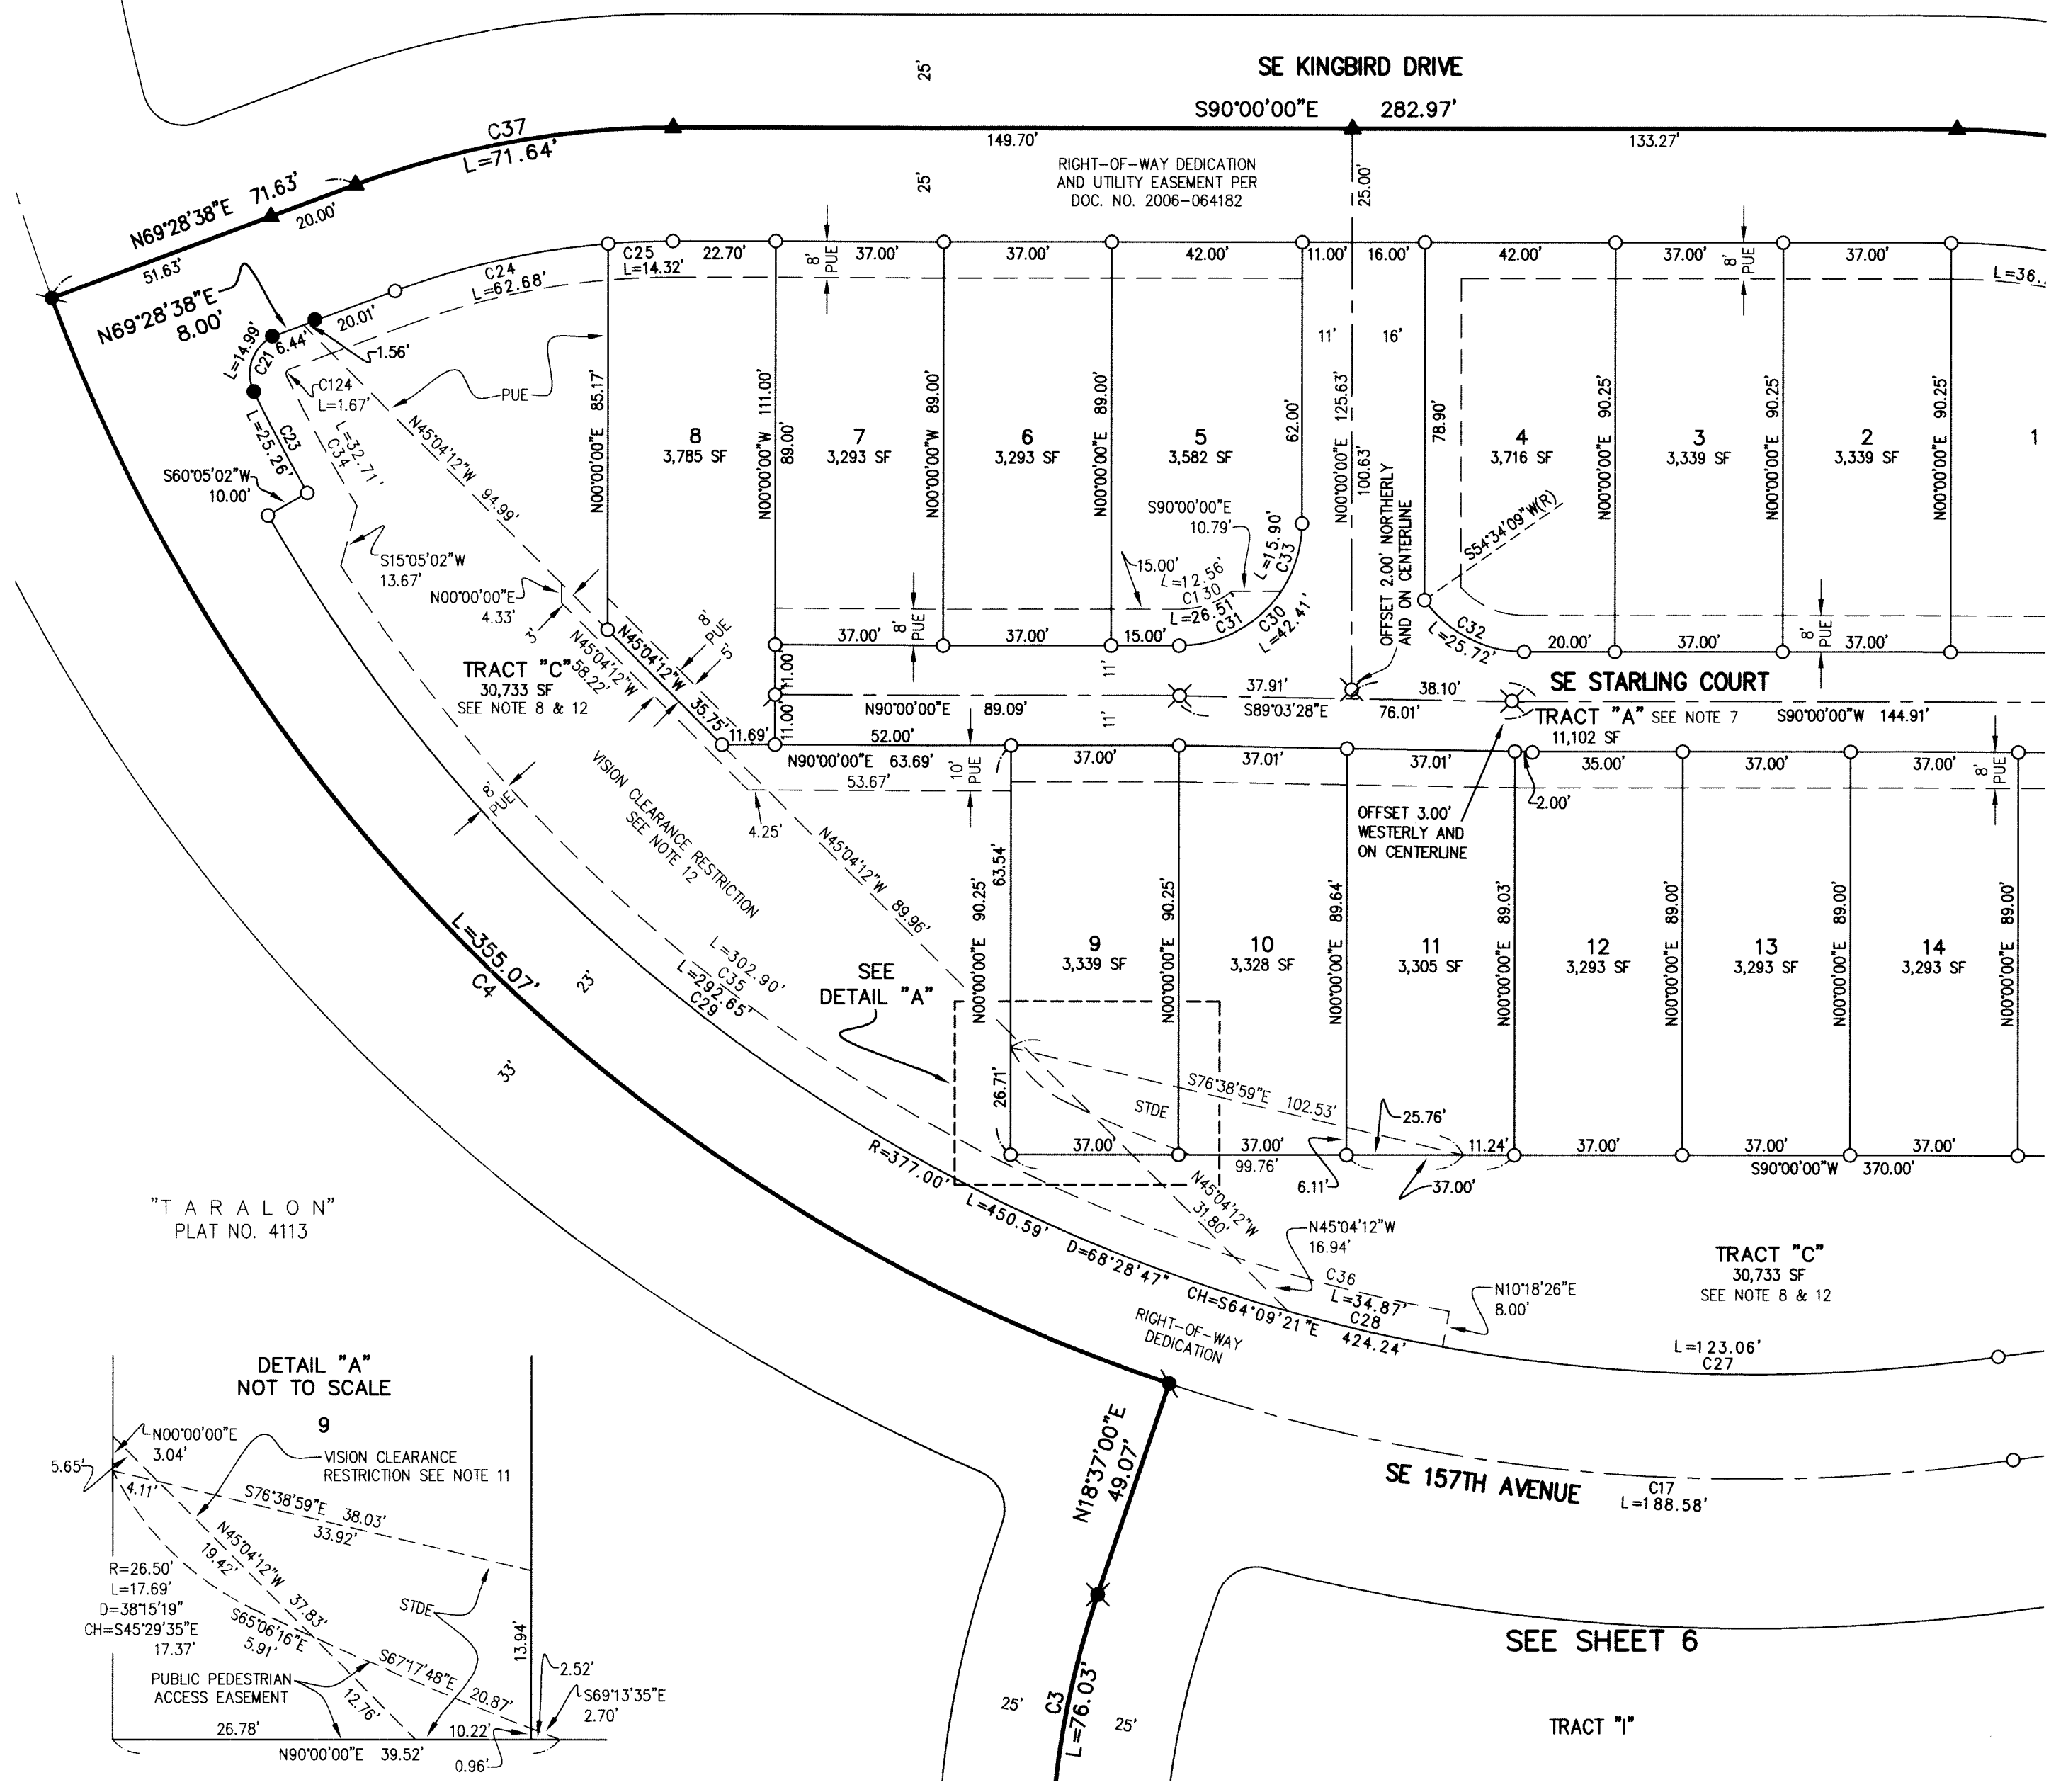 SE KINGBIRD DRIVE
S90°00'00"E 282.97'
25'
C37
L=71.64'
149.70'
133.27'
RIGHT-OF-WAY DEDICATION
AND UTILITY EASEMENT PER
DOC. NO. 2006-064182
25'
25.00'
N69°28'38"E 71.63'
20.00'
51.63'
N69°28'38"E
8.00'
C24
L=62.68'
C25
L=14.32'
22.70'
8'
PUE
37.00'
37.00'
42.00'
11.00'
16.00'
42.00'
37.00'
8'
PUE
37.00'
L=36..
20.01'
6.44'
1.56'
L=14.99'
C21
C124
L=1.67'
PUE
11'
16'
C23
L=25.26'
L=32.71'
C34
S60°05'02"W
10.00'
S15°05'02"W
13.67'
N45°04'12"W 94.99'
N00°00'00"E 85.17'
8
3,785 SF
N00°00'00"W 111.00'
89.00'
7
3,293 SF
N00°00'00"W 89.00'
6
3,293 SF
N00°00'00"E 89.00'
5
3,582 SF
62.00'
N00°00'00"E 125.63'
100.63'
OFFSET 2.00' NORTHERLY
AND ON CENTERLINE
78.90'
4
3,716 SF
S54°34'09"W(R)
N00°00'00"E 90.25'
3
3,339 SF
N00°00'00"E 90.25'
2
3,339 SF
N00°00'00"E 90.25'
1
S90°00'00"E
10.79'
15.00'
L=12.56'
C130
L=26.51'
C31
L=15.90'
C33
C30
L=42.41'
C32
L=25.72'
N00°00'00"E
4.33'
3'
8'
PUE
5'
N45°04'12"W 35.75'
N45°04'12"W 58.22'
8'
PUE
37.00'
37.00'
15.00'
20.00'
37.00'
8'
PUE
37.00'
TRACT "C"
30,733 SF
SEE NOTE 8 & 12
11.00'
11.00'
11'
11'
N90°00'00"E 89.09'
37.91'
S89°03'28"E
38.10'
76.01'
SE STARLING COURT
TRACT "A" SEE NOTE 7
11,102 SF
S90°00'00"W 144.91'
11.69'
52.00'
N90°00'00"E 63.69'
53.67'
10'
PUE
37.00'
37.01'
37.01'
2.00'
35.00'
37.00'
37.00'
8'
PUE
4.25'
OFFSET 3.00'
WESTERLY AND
ON CENTERLINE
VISION CLEARANCE RESTRICTION
SEE NOTE 12
8'
PUE
N45°04'12"W 89.96'
63.54'
N00°00'00"E 90.25'
9
3,339 SF
N00°00'00"E 90.25'
10
3,328 SF
N00°00'00"E 89.64'
11
3,305 SF
N00°00'00"E 89.03'
12
3,293 SF
N00°00'00"E 89.00'
13
3,293 SF
N00°00'00"E 89.00'
14
3,293 SF
N00°00'00"E 89.00'
L=355.07'
C4
23'
33'
L=302.90'
C35
L=292.65'
C29
SEE
DETAIL "A"
26.71'
S76°38'59"E 102.53'
STDE
25.76'
37.00'
37.00'
99.76'
6.11'
37.00'
11.24'
37.00'
37.00'
37.00'
S90°00'00"W 370.00'
R=377.00' L=450.59' D=68°28'47" CH=S64°09'21"E 424.24'
N45°04'12"W
31.80'
N45°04'12"W
16.94'
C36
L=34.87'
C28
N10°18'26"E
8.00'
TRACT "C"
30,733 SF
SEE NOTE 8 & 12
L=123.06'
C27
"TARALON"
PLAT NO. 4113
RIGHT-OF-WAY
DEDICATION
N18°37'00"E
49.07'
SE 157TH AVENUE
C17
L=188.58'
C3
L=76.03'
25'
25'
SEE SHEET 6
TRACT "I"
DETAIL "A"
NOT TO SCALE
9
N00°00'00"E
3.04'
5.65'
4.11'
VISION CLEARANCE
RESTRICTION SEE NOTE 11
S76°38'59"E 38.03'
33.92'
N45°04'12"W 37.83'
19.42'
R=26.50'
L=17.69'
D=38°15'19"
CH=S45°29'35"E
17.37'
STDE
S65°06'16"E
5.91'
S67°17'48"E 20.87'
13.94'
PUBLIC PEDESTRIAN
ACCESS EASEMENT
12.76'
2.52'
S69°13'35"E
2.70'
26.78'
10.22'
N90°00'00"E 39.52'
0.96'